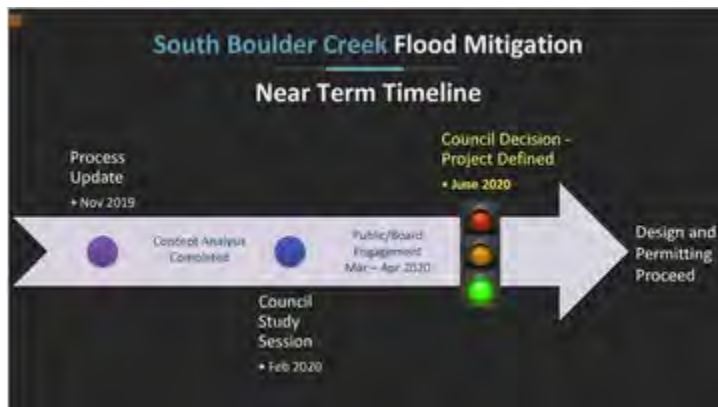 South Boulder Creek Flood Mitigation
Near Term Timeline
Process
Update
• Nov 2019
Concept Analysis
Completed
Council
Study
Session
• Feb 2020
Public/Board
Engagement
Mar – Apr 2020
Council Decision -
Project Defined
• June 2020
Design and
Permitting
Proceed